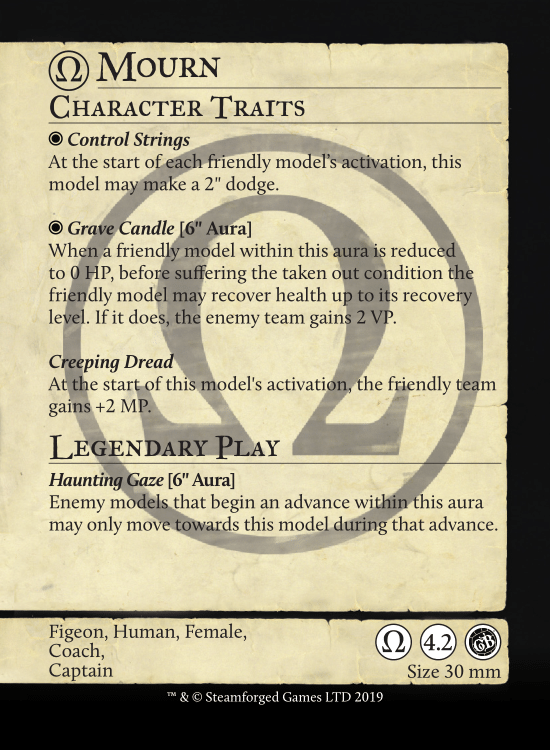 Ω Mourn
Character Traits
◉ Control Strings
At the start of each friendly model's activation, this
model may make a 2" dodge.
◉ Grave Candle [6" Aura]
When a friendly model within this aura is reduced
to 0 HP, before suffering the taken out condition the
friendly model may recover health up to its recovery
level. If it does, the enemy team gains 2 VP.
Creeping Dread
At the start of this model's activation, the friendly team
gains +2 MP.
Legendary Play
Haunting Gaze [6" Aura]
Enemy models that begin an advance within this aura
may only move towards this model during that advance.
Figeon, Human, Female,
Coach,
Captain
Ω 4.2 GB
Size 30 mm
™ & © Steamforged Games LTD 2019